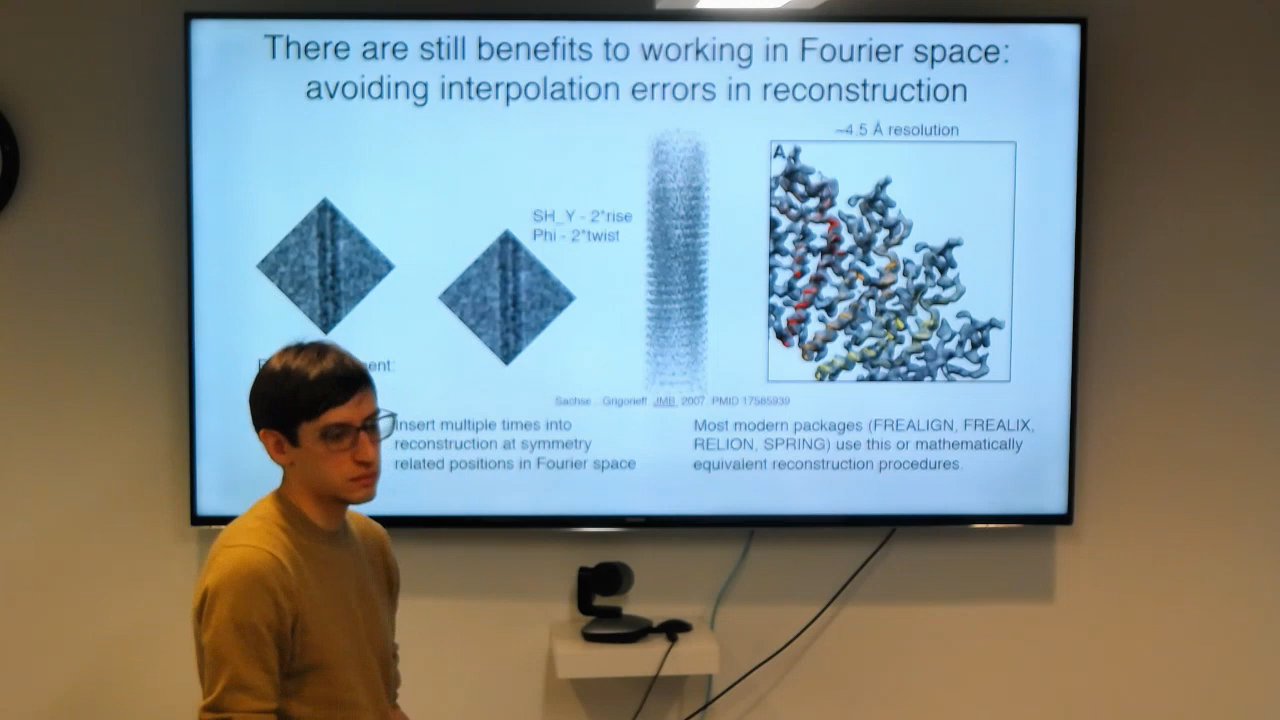 There are still benefits to working in Fourier space:
avoiding interpolation errors in reconstruction
~4.5 Å resolution
A
SH_Y - 2*rise
Phi - 2*twist
ent:
Sachse ... Grigorieff JMB, 2007 PMID 17585939
Insert multiple times into
reconstruction at symmetry
related positions in Fourier space
Most modern packages (FREALIGN, FREALIX,
RELION, SPRING) use this or mathematically
equivalent reconstruction procedures.